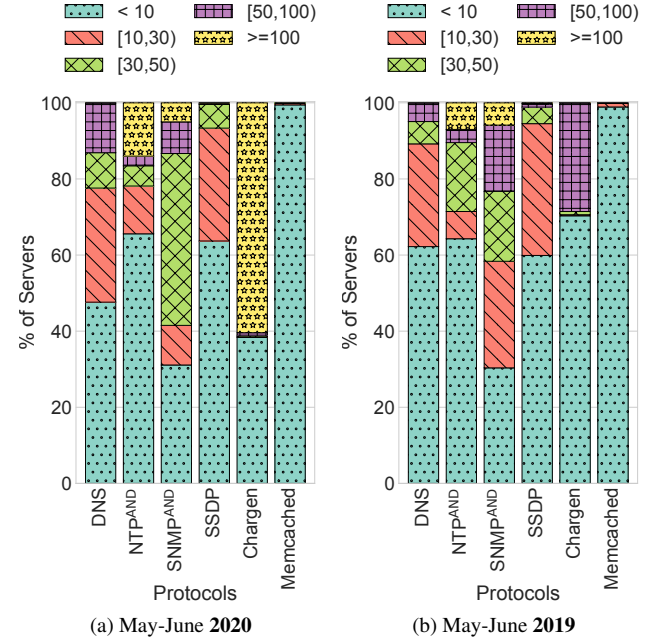 < 10
[50,100)
[10,30)
>=100
[30,50)
100
80
60
40
20
0
% of Servers
DNS
NTPᴬᴺᴰ
SNMPᴬᴺᴰ
SSDP
Chargen
Memcached
Protocols
(a) May-June 2020
< 10
[50,100)
[10,30)
>=100
[30,50)
100
80
60
40
20
0
% of Servers
DNS
NTPᴬᴺᴰ
SNMPᴬᴺᴰ
SSDP
Chargen
Memcached
Protocols
(b) May-June 2019